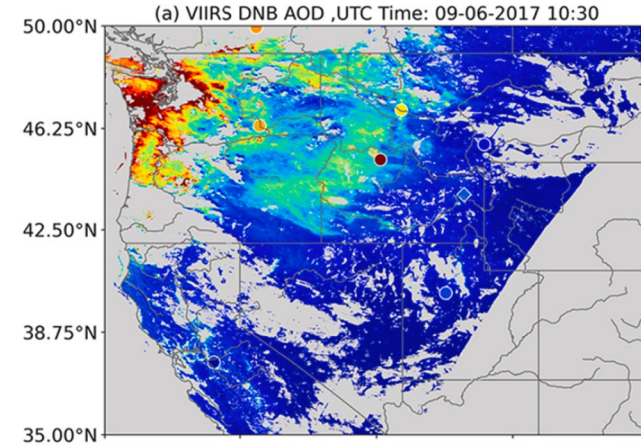 (a) VIIRS DNB AOD ,UTC Time: 09-06-2017 10:30
50.00°N
46.25°N
42.50°N
38.75°N
35.00°N